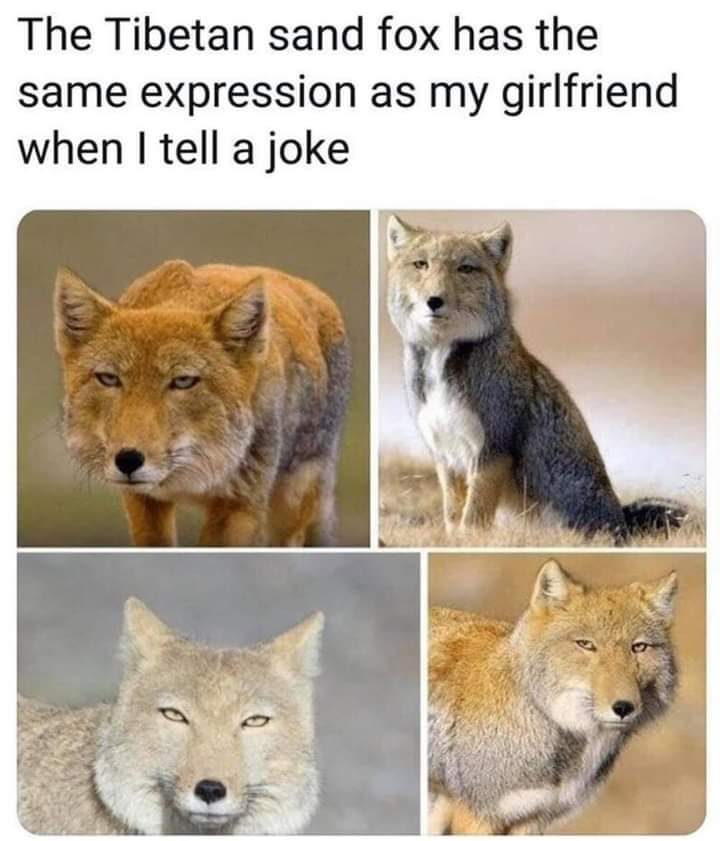 The Tibetan sand fox has the
same expression as my girlfriend
when I tell a joke